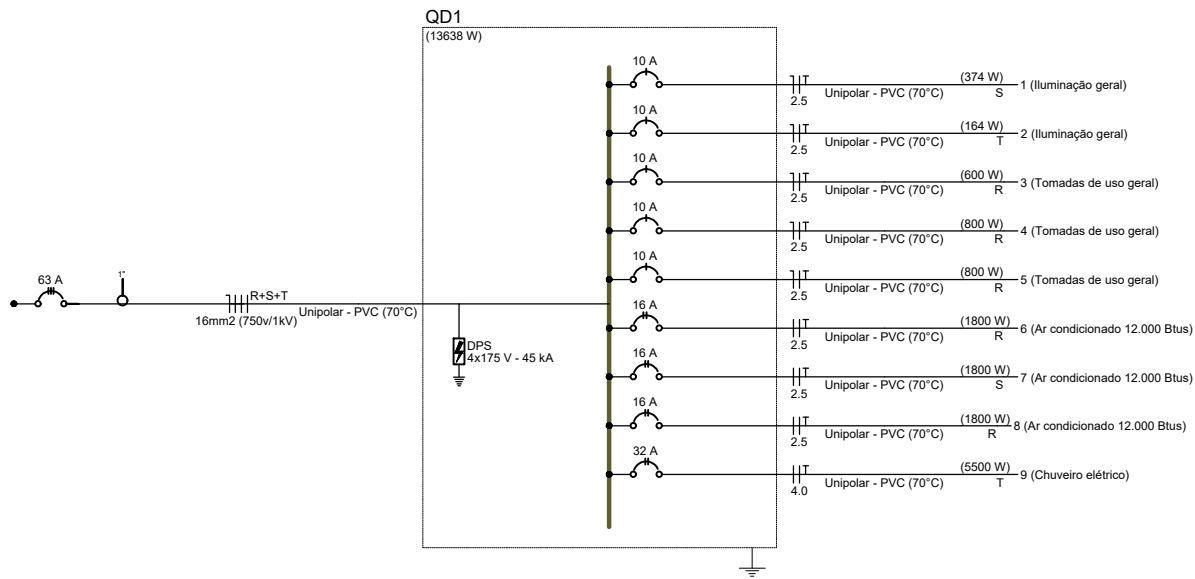 QD1
(13638 W)
10 A
T
2.5
Unipolar - PVC (70°C)
(374 W)
S
1 (Iluminação geral)
10 A
T
2.5
Unipolar - PVC (70°C)
(164 W)
T
2 (Iluminação geral)
10 A
T
2.5
Unipolar - PVC (70°C)
(600 W)
R
3 (Tomadas de uso geral)
10 A
T
2.5
Unipolar - PVC (70°C)
(800 W)
R
4 (Tomadas de uso geral)
10 A
T
2.5
Unipolar - PVC (70°C)
(800 W)
R
5 (Tomadas de uso geral)
63 A
1"
R+S+T
16mm2 (750v/1kV)
Unipolar - PVC (70°C)
DPS
4x175 V - 45 kA
16 A
T
2.5
Unipolar - PVC (70°C)
(1800 W)
R
6 (Ar condicionado 12.000 Btus)
16 A
T
2.5
Unipolar - PVC (70°C)
(1800 W)
S
7 (Ar condicionado 12.000 Btus)
16 A
T
2.5
Unipolar - PVC (70°C)
(1800 W)
R
8 (Ar condicionado 12.000 Btus)
32 A
T
4.0
Unipolar - PVC (70°C)
(5500 W)
T
9 (Chuveiro elétrico)